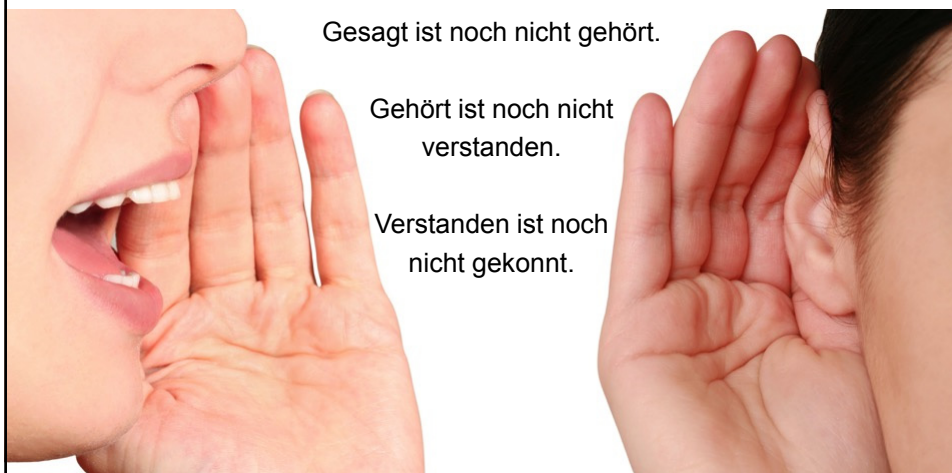 Gesagt ist noch nicht gehört.
Gehört ist noch nicht
verstanden.
Verstanden ist noch
nicht gekonnt.